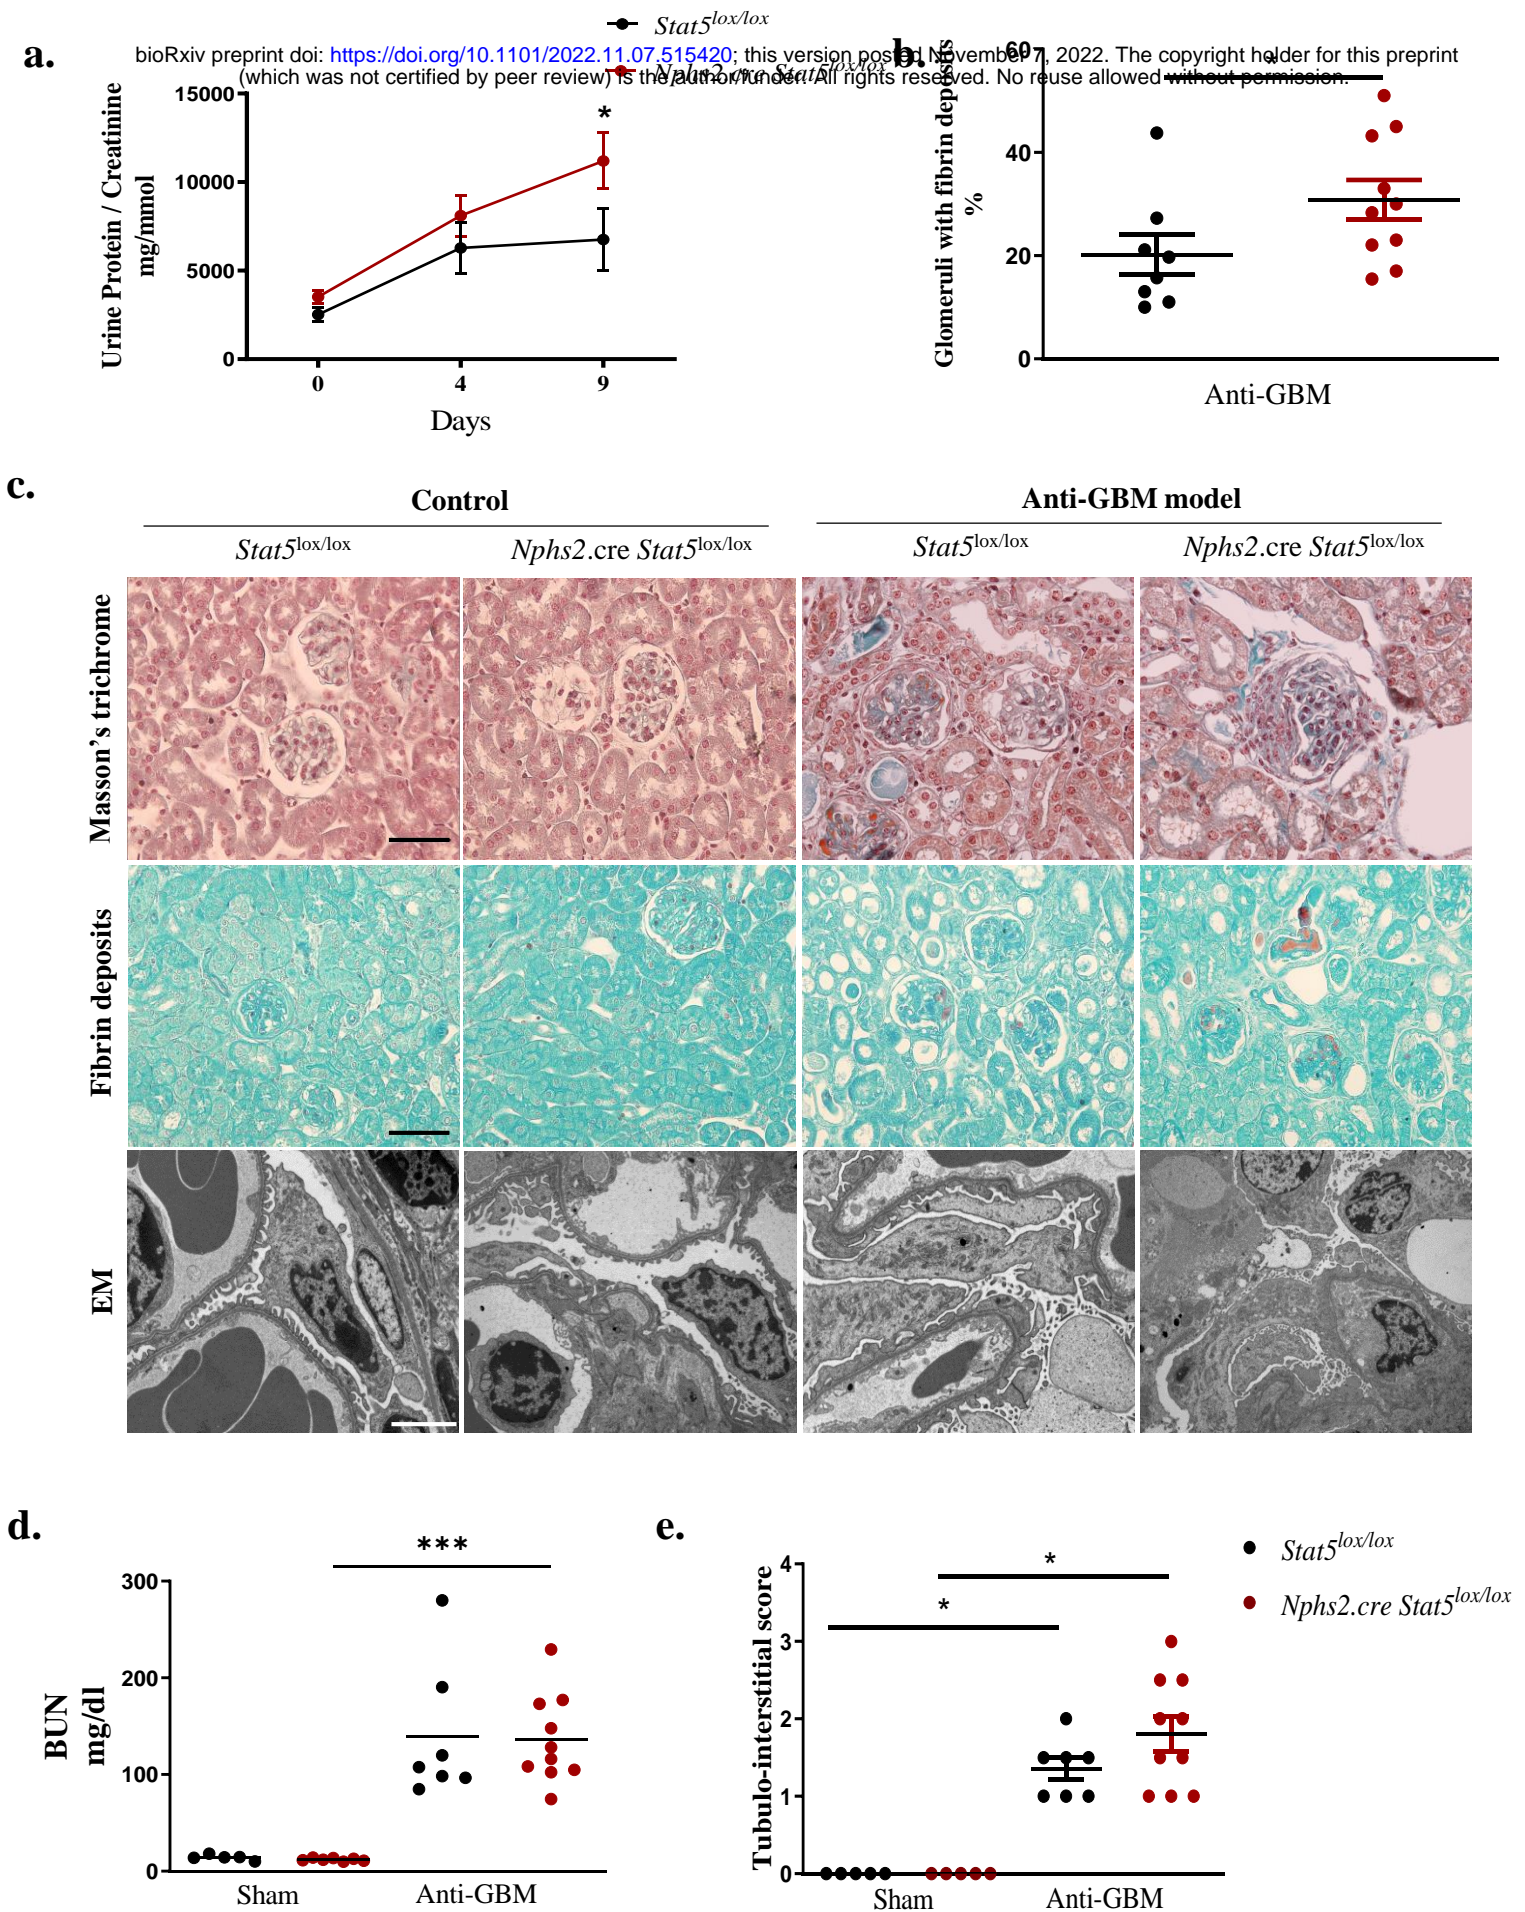 Stat5lox/lox
a.
bioRxiv preprint doi: https://doi.org/10.1101/2022.11.07.515420; this version posted November 7, 2022. The copyright holder for this preprint
(which was not certified by peer review) is the author/funder. All rights reserved. No reuse allowed without permission.
Nphs2.cre Stat5lox/lox
Urine Protein / Creatinine
mg/mmol
15000
10000
5000
0
*
0 4 9
Days
b.
Glomeruli with fibrin deposits
%
60
40
20
0
*
Anti-GBM
c.
Control
Anti-GBM model
Stat5lox/lox
Nphs2.cre Stat5lox/lox
Stat5lox/lox
Nphs2.cre Stat5lox/lox
Masson's trichrome
Fibrin deposits
EM
d.
***
BUN
mg/dl
300
200
100
0
Sham
Anti-GBM
e.
Tubulo-interstitial score
4
3
2
1
0
*
*
Sham
Anti-GBM
Stat5lox/lox
Nphs2.cre Stat5lox/lox